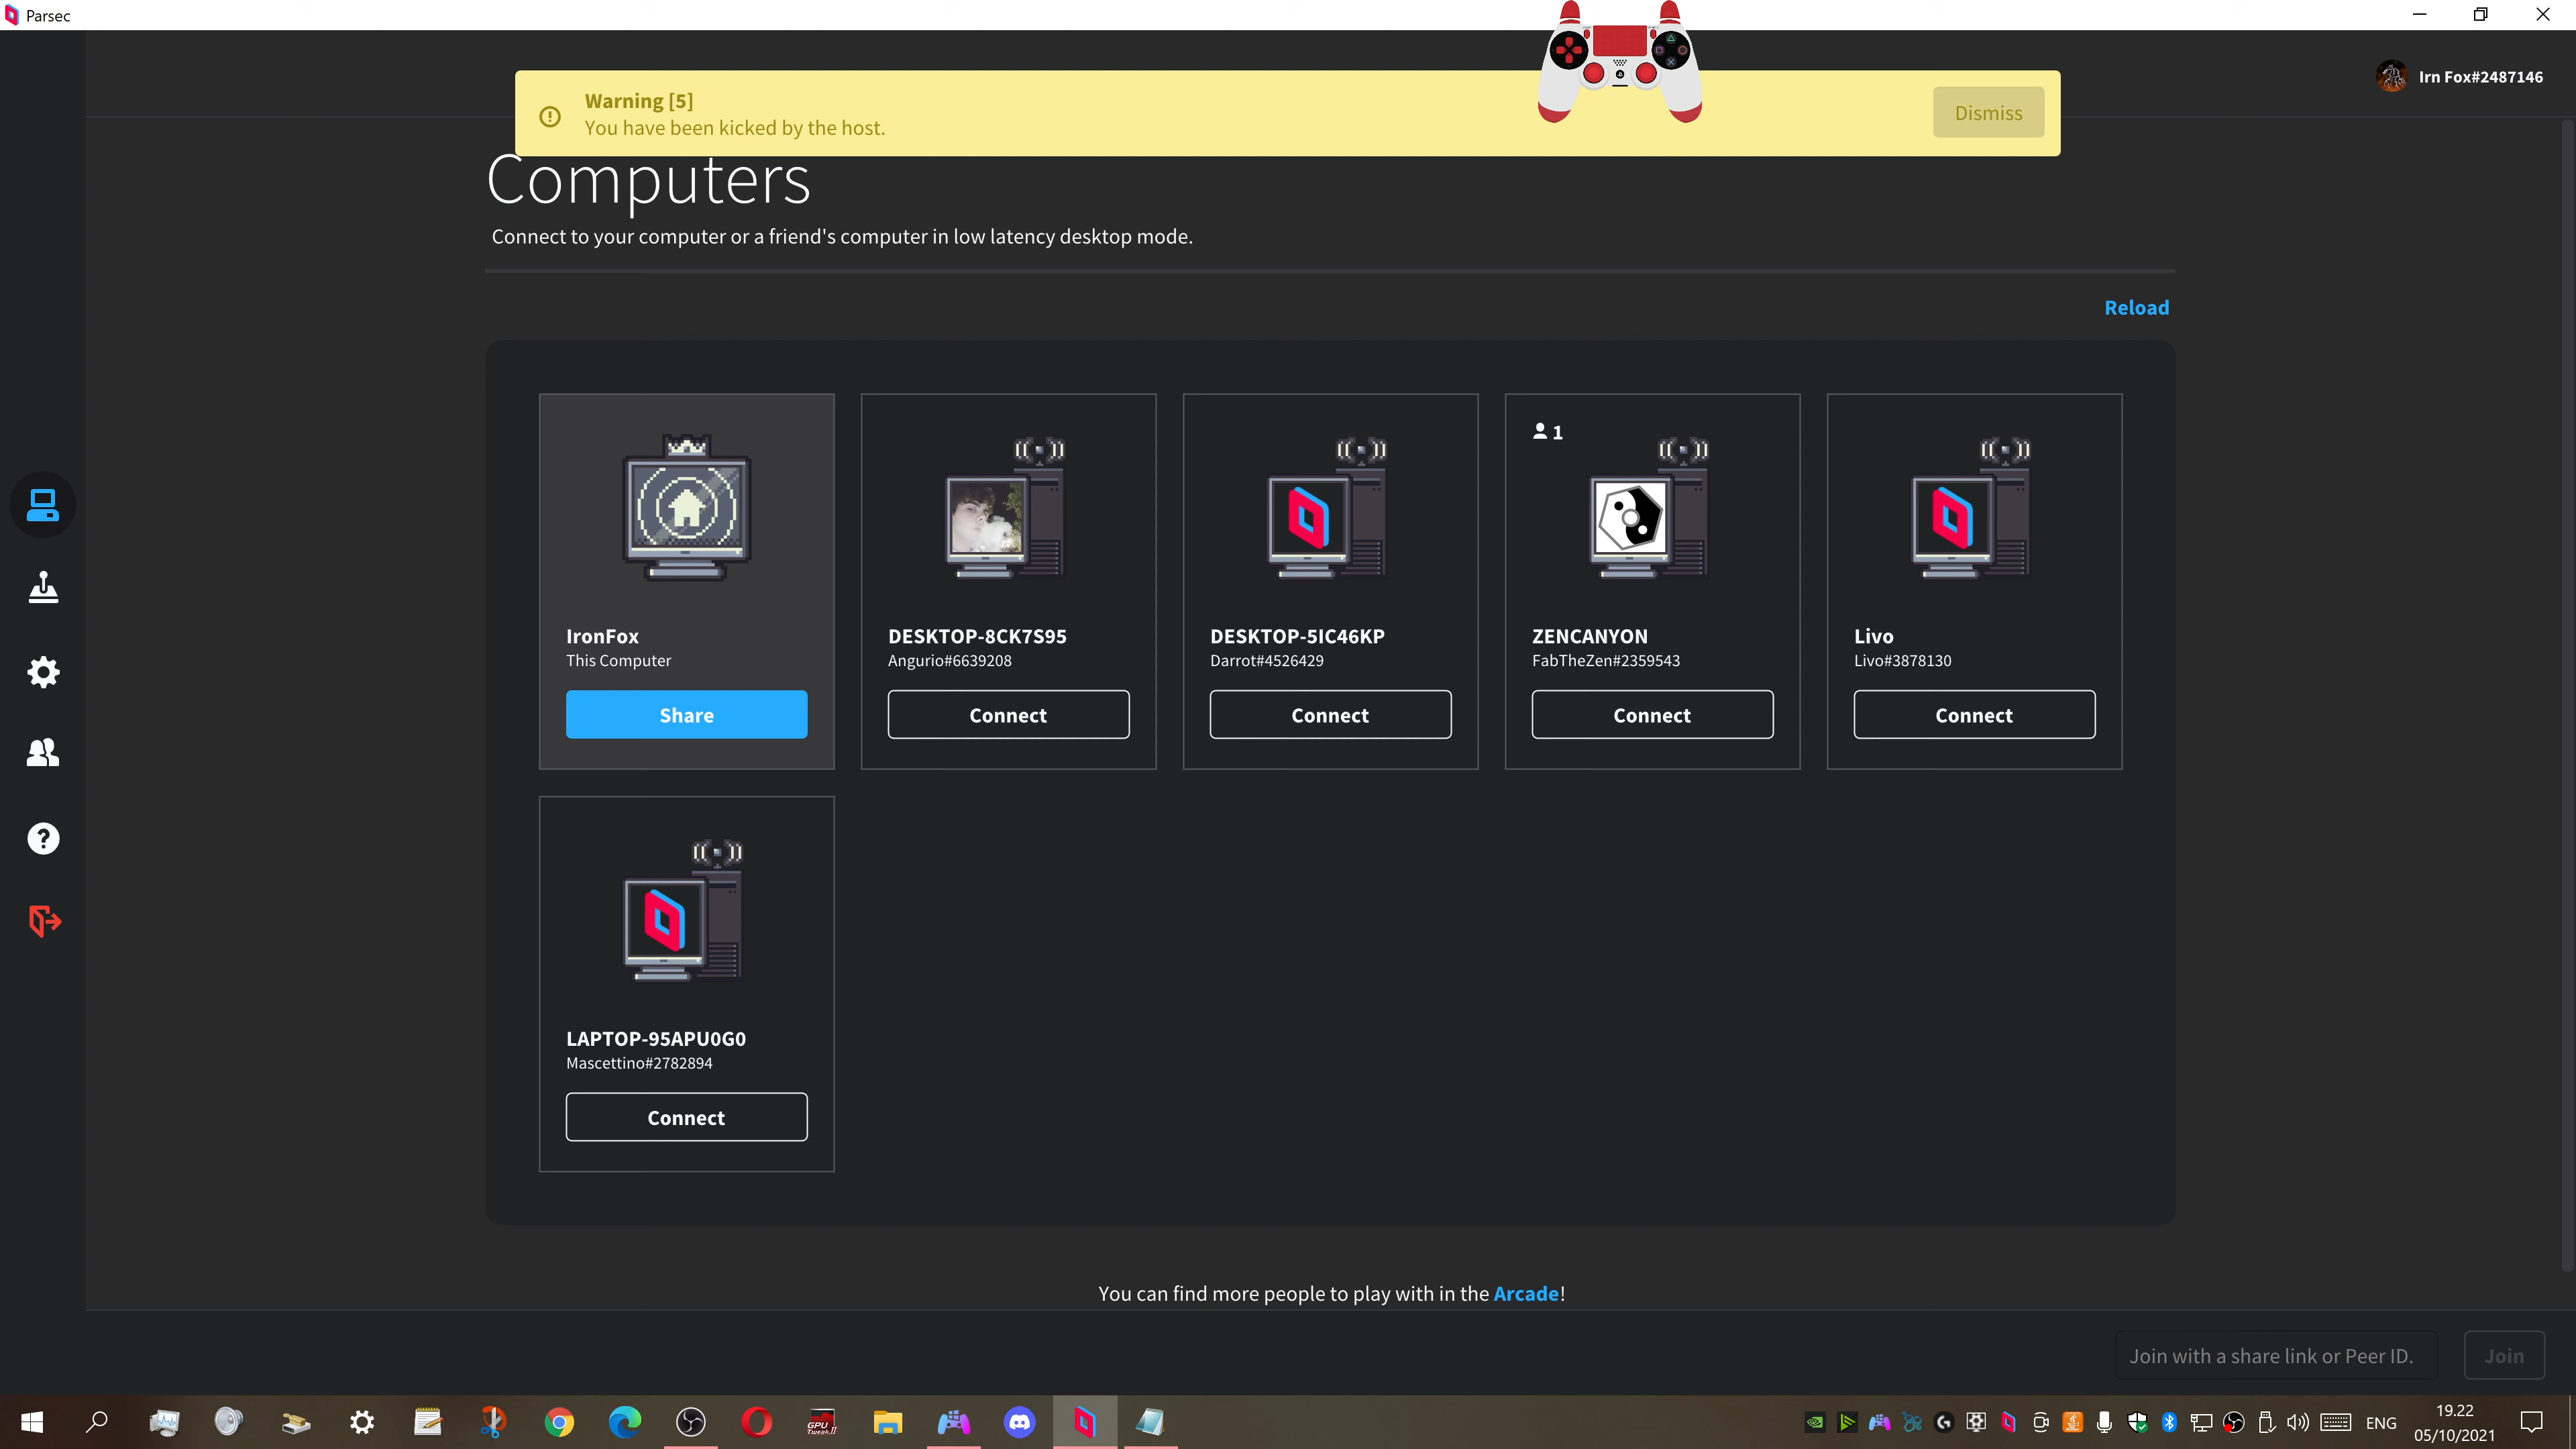 Parsec
Irn Fox#2487146
Warning [5]
You have been kicked by the host.
Dismiss
Computers
Connect to your computer or a friend's computer in low latency desktop mode.
Reload
1
IronFox
This Computer
Share
DESKTOP-8CK7S95
Angurio#6639208
Connect
DESKTOP-5IC46KP
Darrot#4526429
Connect
ZENCANYON
FabTheZen#2359543
Connect
Livo
Livo#3878130
Connect
LAPTOP-95APU0G0
Mascettino#2782894
Connect
You can find more people to play with in the Arcade!
Join with a share link or Peer ID.
Join
GPU
Tweak II
ENG
19.22
05/10/2021